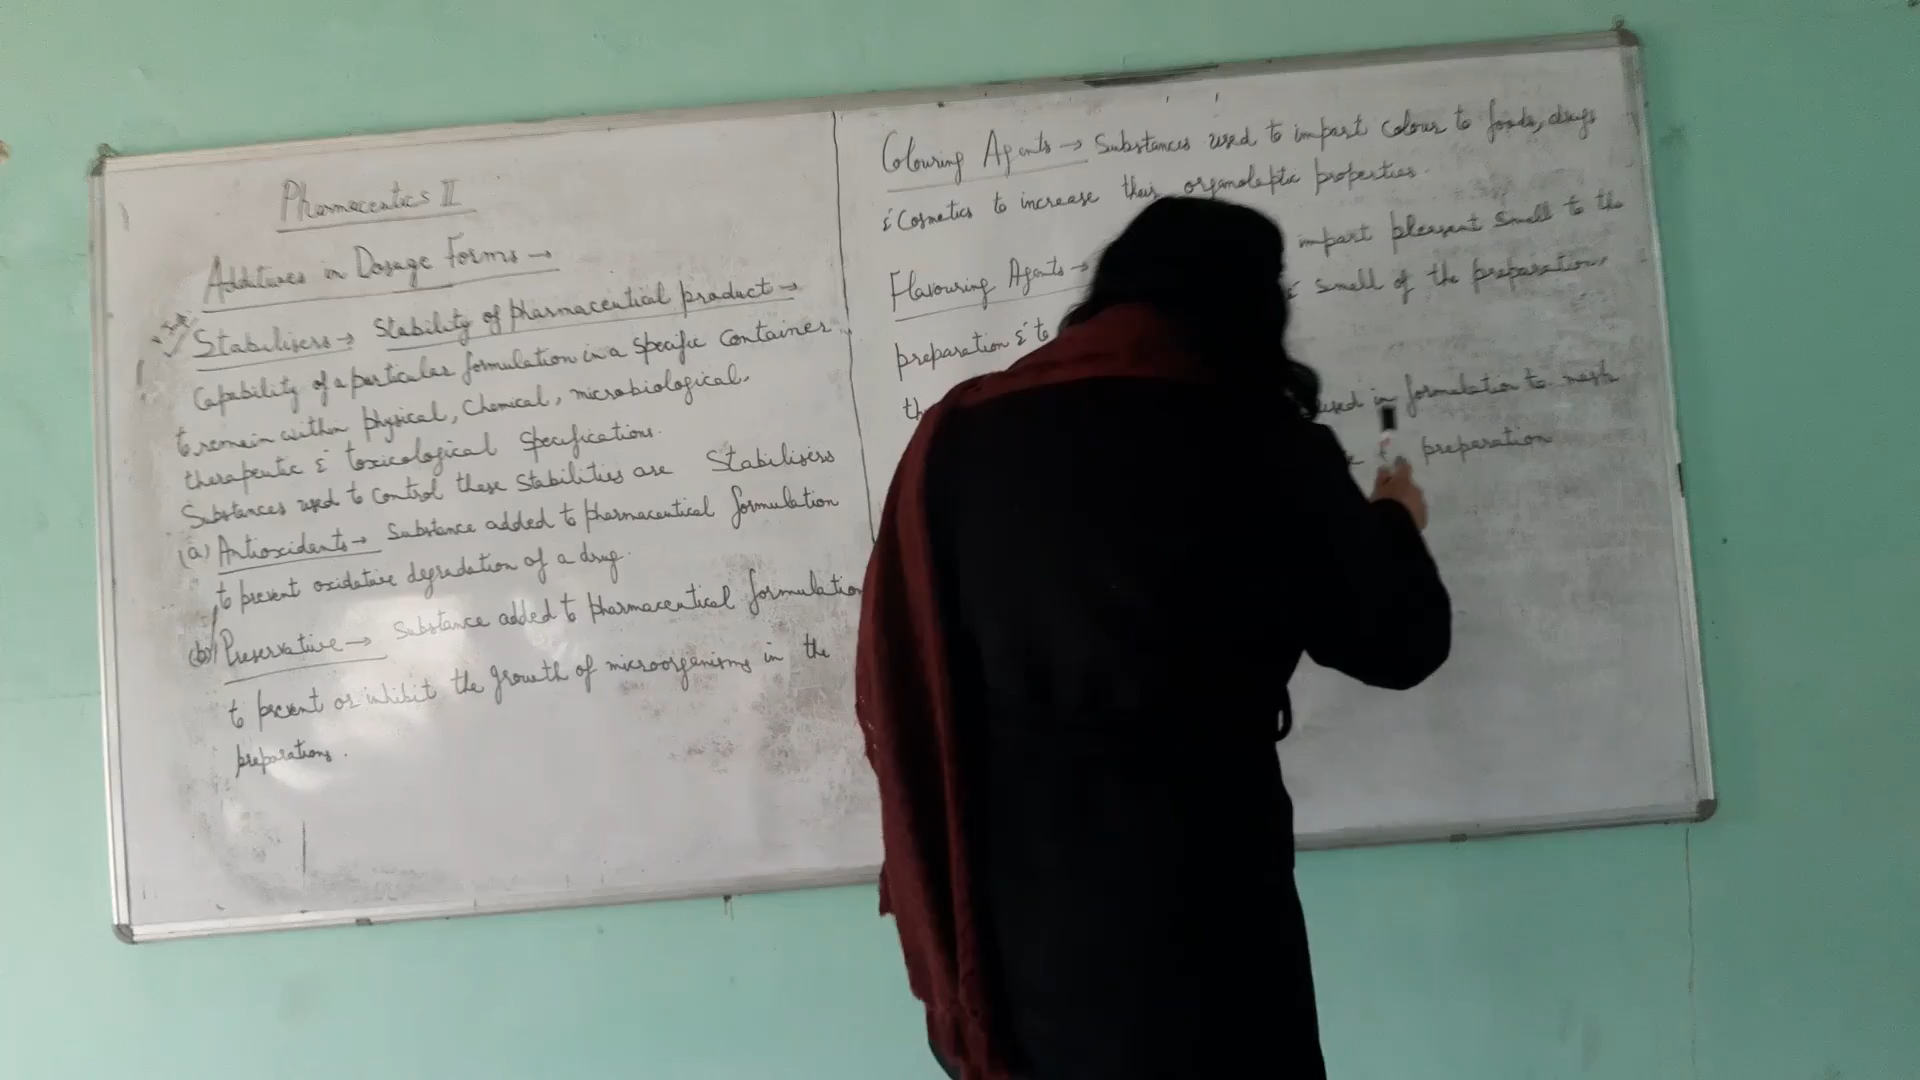 Pharmaceutics II
Additives in Dosage Forms →
Imp.
Stabilisers → Stability of pharmaceutical product →
Capability of a particular formulation in a specific container
to remain within physical, Chemical, microbiological,
therapeutic & toxicological specifications.
Substances used to control these stabilities are Stabilisers
(a) Antioxidents → Substance added to pharmaceutical formulation
to prevent oxidative degradation of a drug.
(b) Preservative → Substance added to pharmaceutical formulation
to prevent or inhibit the growth of microorganisms in the
preparations.
Colouring Agents → Substances used to impart colour to foods, drugs
& Cosmetics to increase their organoleptic properties.
Flavouring Agents → impart pleasent smell to the
preparation & to & smell of the preparation.
used in formulation to mask
preparation